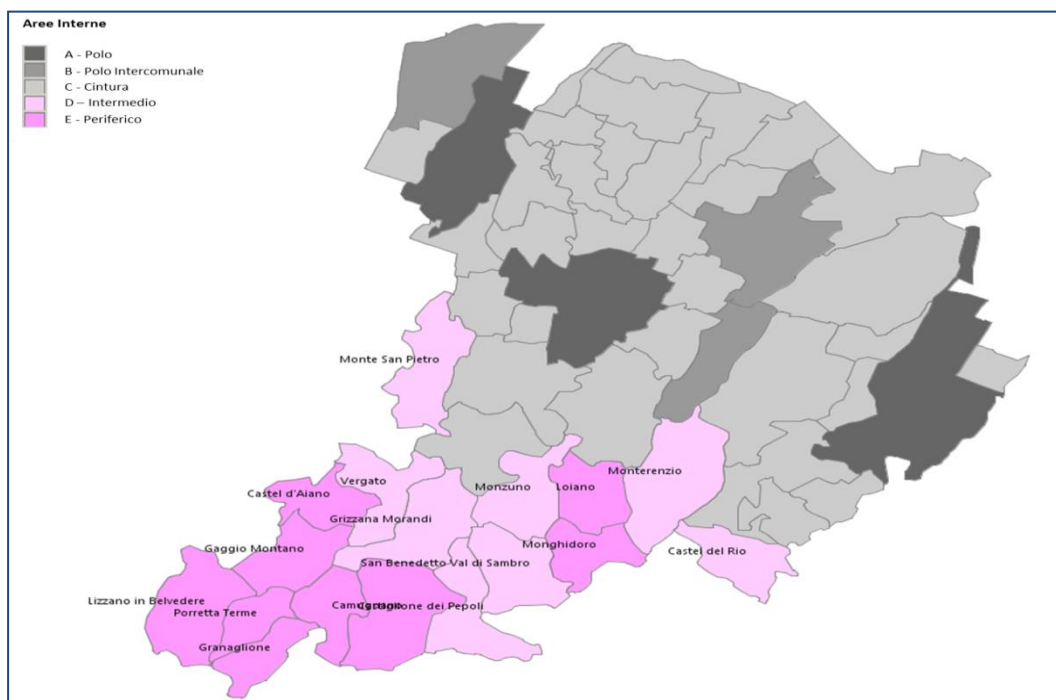 Aree Interne
A - Polo
B - Polo Intercomunale
C - Cintura
D – Intermedio
E - Periferico
Monte San Pietro
Vergato
Monterenzio
Monzuno
Loiano
Castel d'Aiano
Grizzana Morandi
Gaggio Montano
Monghidoro
Castel del Rio
San Benedetto Val di Sambro
Lizzano in Belvedere
Castiglione dei Pepoli
Porretta Terme
Granaglione